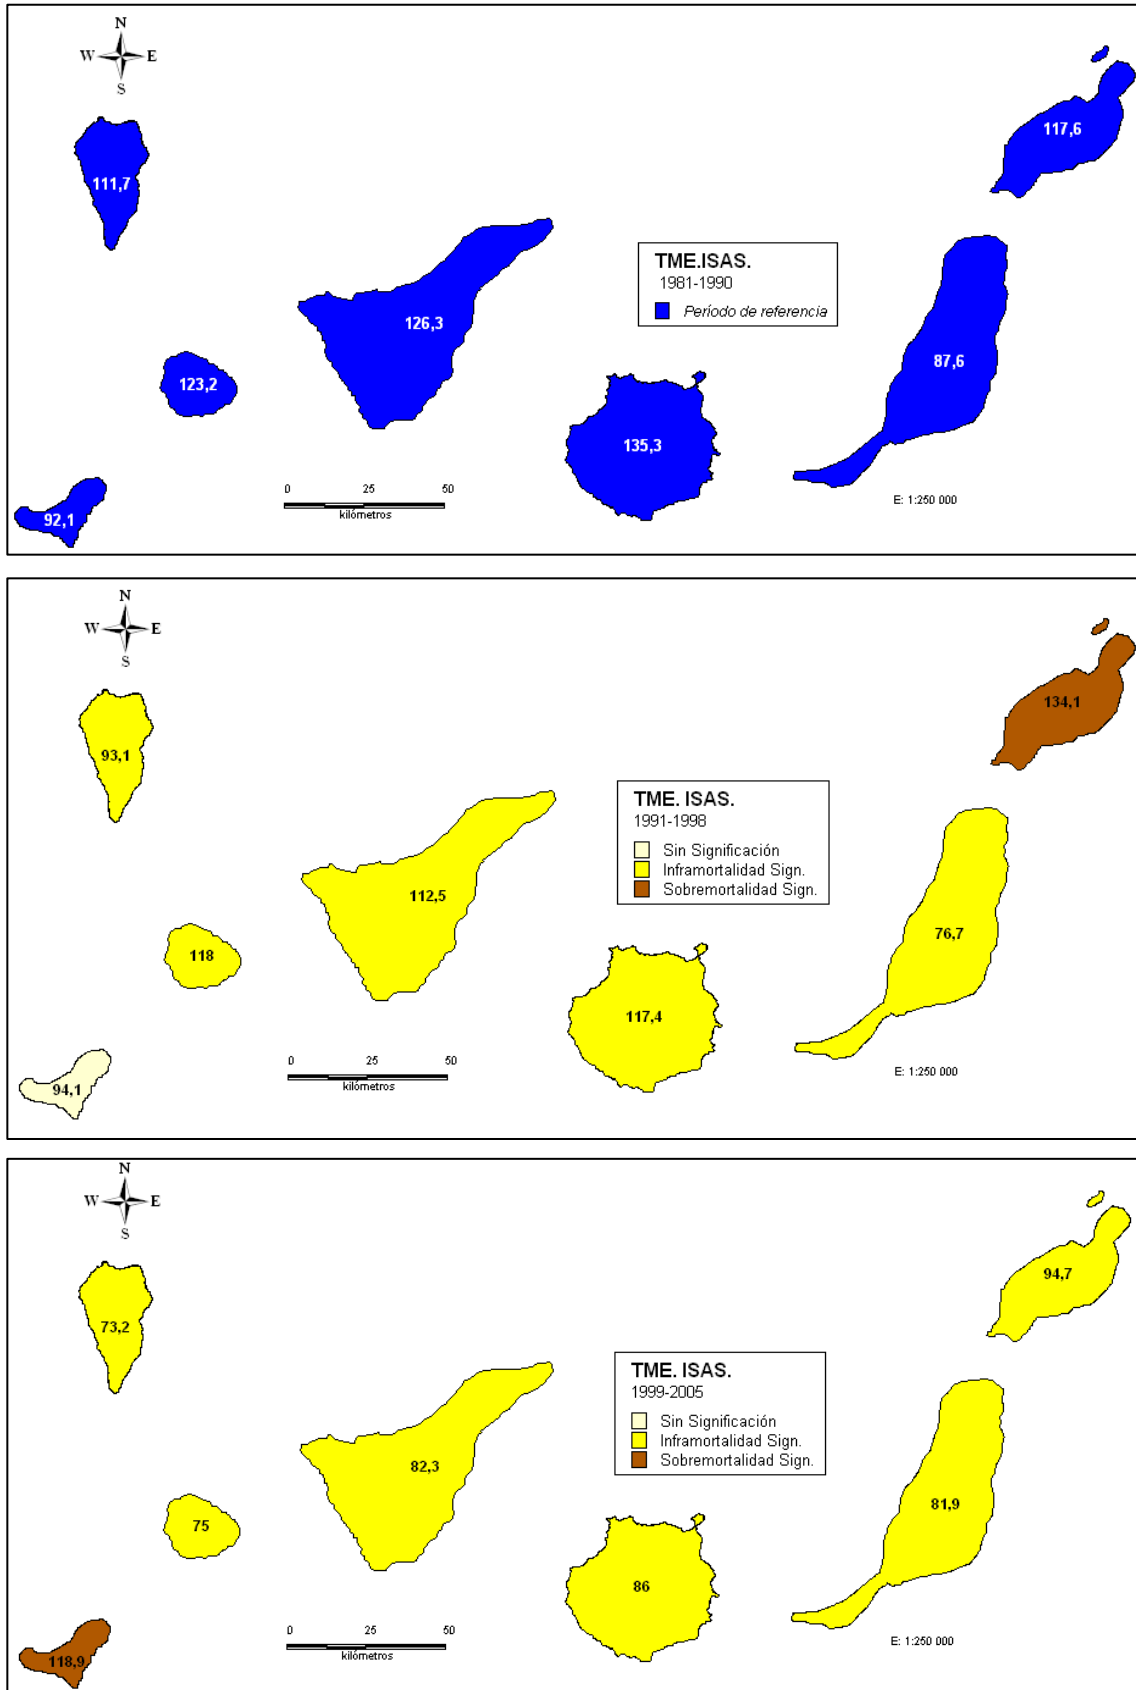 N
W E
S
117,6
111,7
TME.ISAS.
1981-1990
Período de referencia
126,3
87,6
123,2
135,3
0 25 50
kilómetros
E: 1:250 000
92,1
N
W E
S
134,1
93,1
TME. ISAS.
1991-1998
Sin Significación
Inframortalidad Sign.
Sobremortalidad Sign.
112,5
76,7
118
117,4
0 25 50
kilómetros
E: 1:250 000
94,1
N
W E
S
94,7
73,2
TME. ISAS.
1999-2005
Sin Significación
Inframortalidad Sign.
Sobremortalidad Sign.
82,3
81,9
75
86
0 25 50
kilómetros
E: 1:250 000
118,9